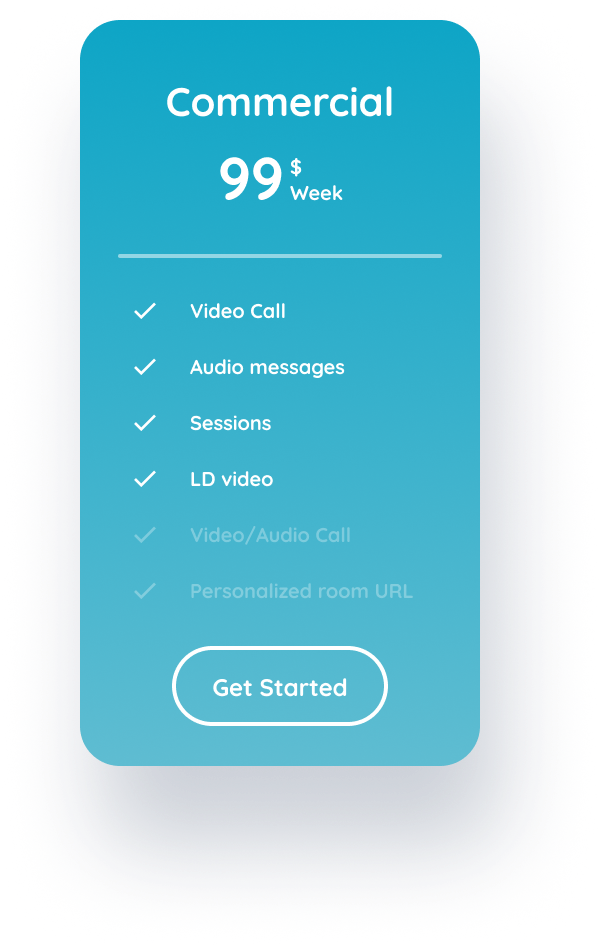 Commercial
99 $
Week
Video Call
Audio messages
Sessions
LD video
Video/Audio Call
Personalized room URL
Get Started